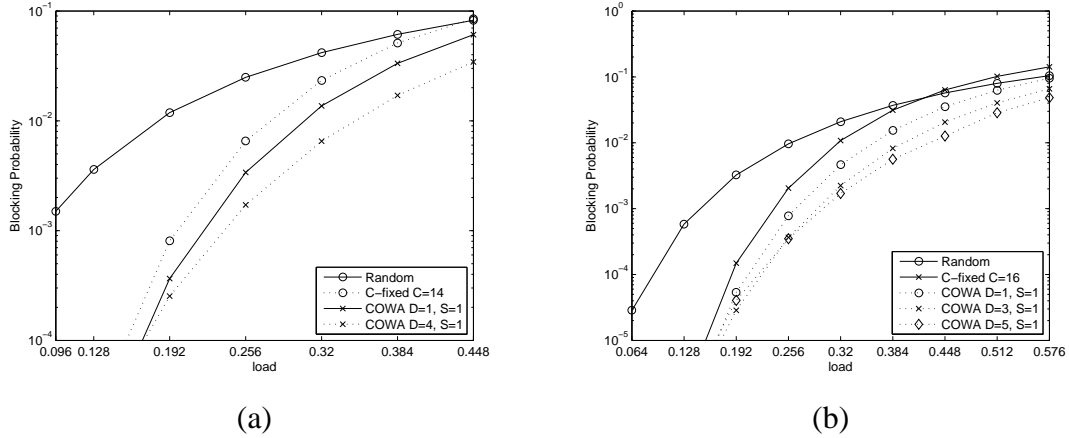 10^-1
10^-2
10^-3
10^-4
Blocking Probability
0.096 0.128 0.192 0.256 0.32 0.384 0.448
load
Random
C-fixed C=14
COWA D=1, S=1
COWA D=4, S=1
(a)
10^0
10^-1
10^-2
10^-3
10^-4
10^-5
Blocking Probability
0.064 0.128 0.192 0.256 0.32 0.384 0.448 0.512 0.576
load
Random
C-fixed C=16
COWA D=1, S=1
COWA D=3, S=1
COWA D=5, S=1
(b)